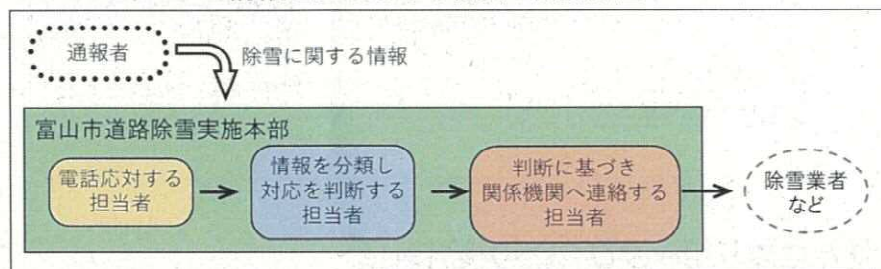 通報者
除雪に関する情報
富山市道路除雪実施本部
電話応対する
担当者
情報を分類し
対応を判断する
担当者
判断に基づき
関係機関へ連絡する
担当者
除雪業者
など